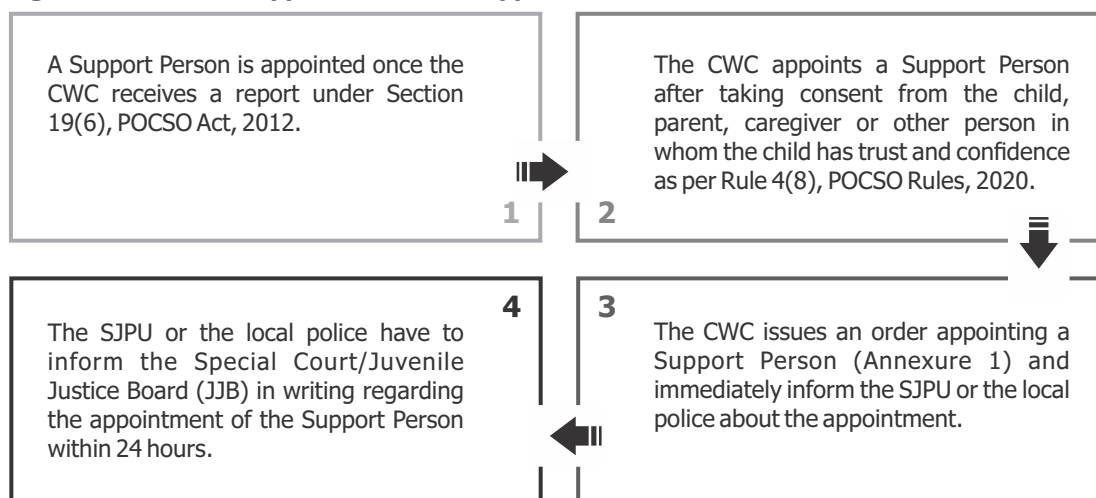 A Support Person is appointed once the
CWC receives a report under Section
19(6), POCSO Act, 2012.
1
The CWC appoints a Support Person
after taking consent from the child,
parent, caregiver or other person in
whom the child has trust and confidence
as per Rule 4(8), POCSO Rules, 2020.
2
3
The CWC issues an order appointing a
Support Person (Annexure 1) and
immediately inform the SJPU or the local
police about the appointment.
4
The SJPU or the local police have to
inform the Special Court/Juvenile
Justice Board (JJB) in writing regarding
the appointment of the Support Person
within 24 hours.